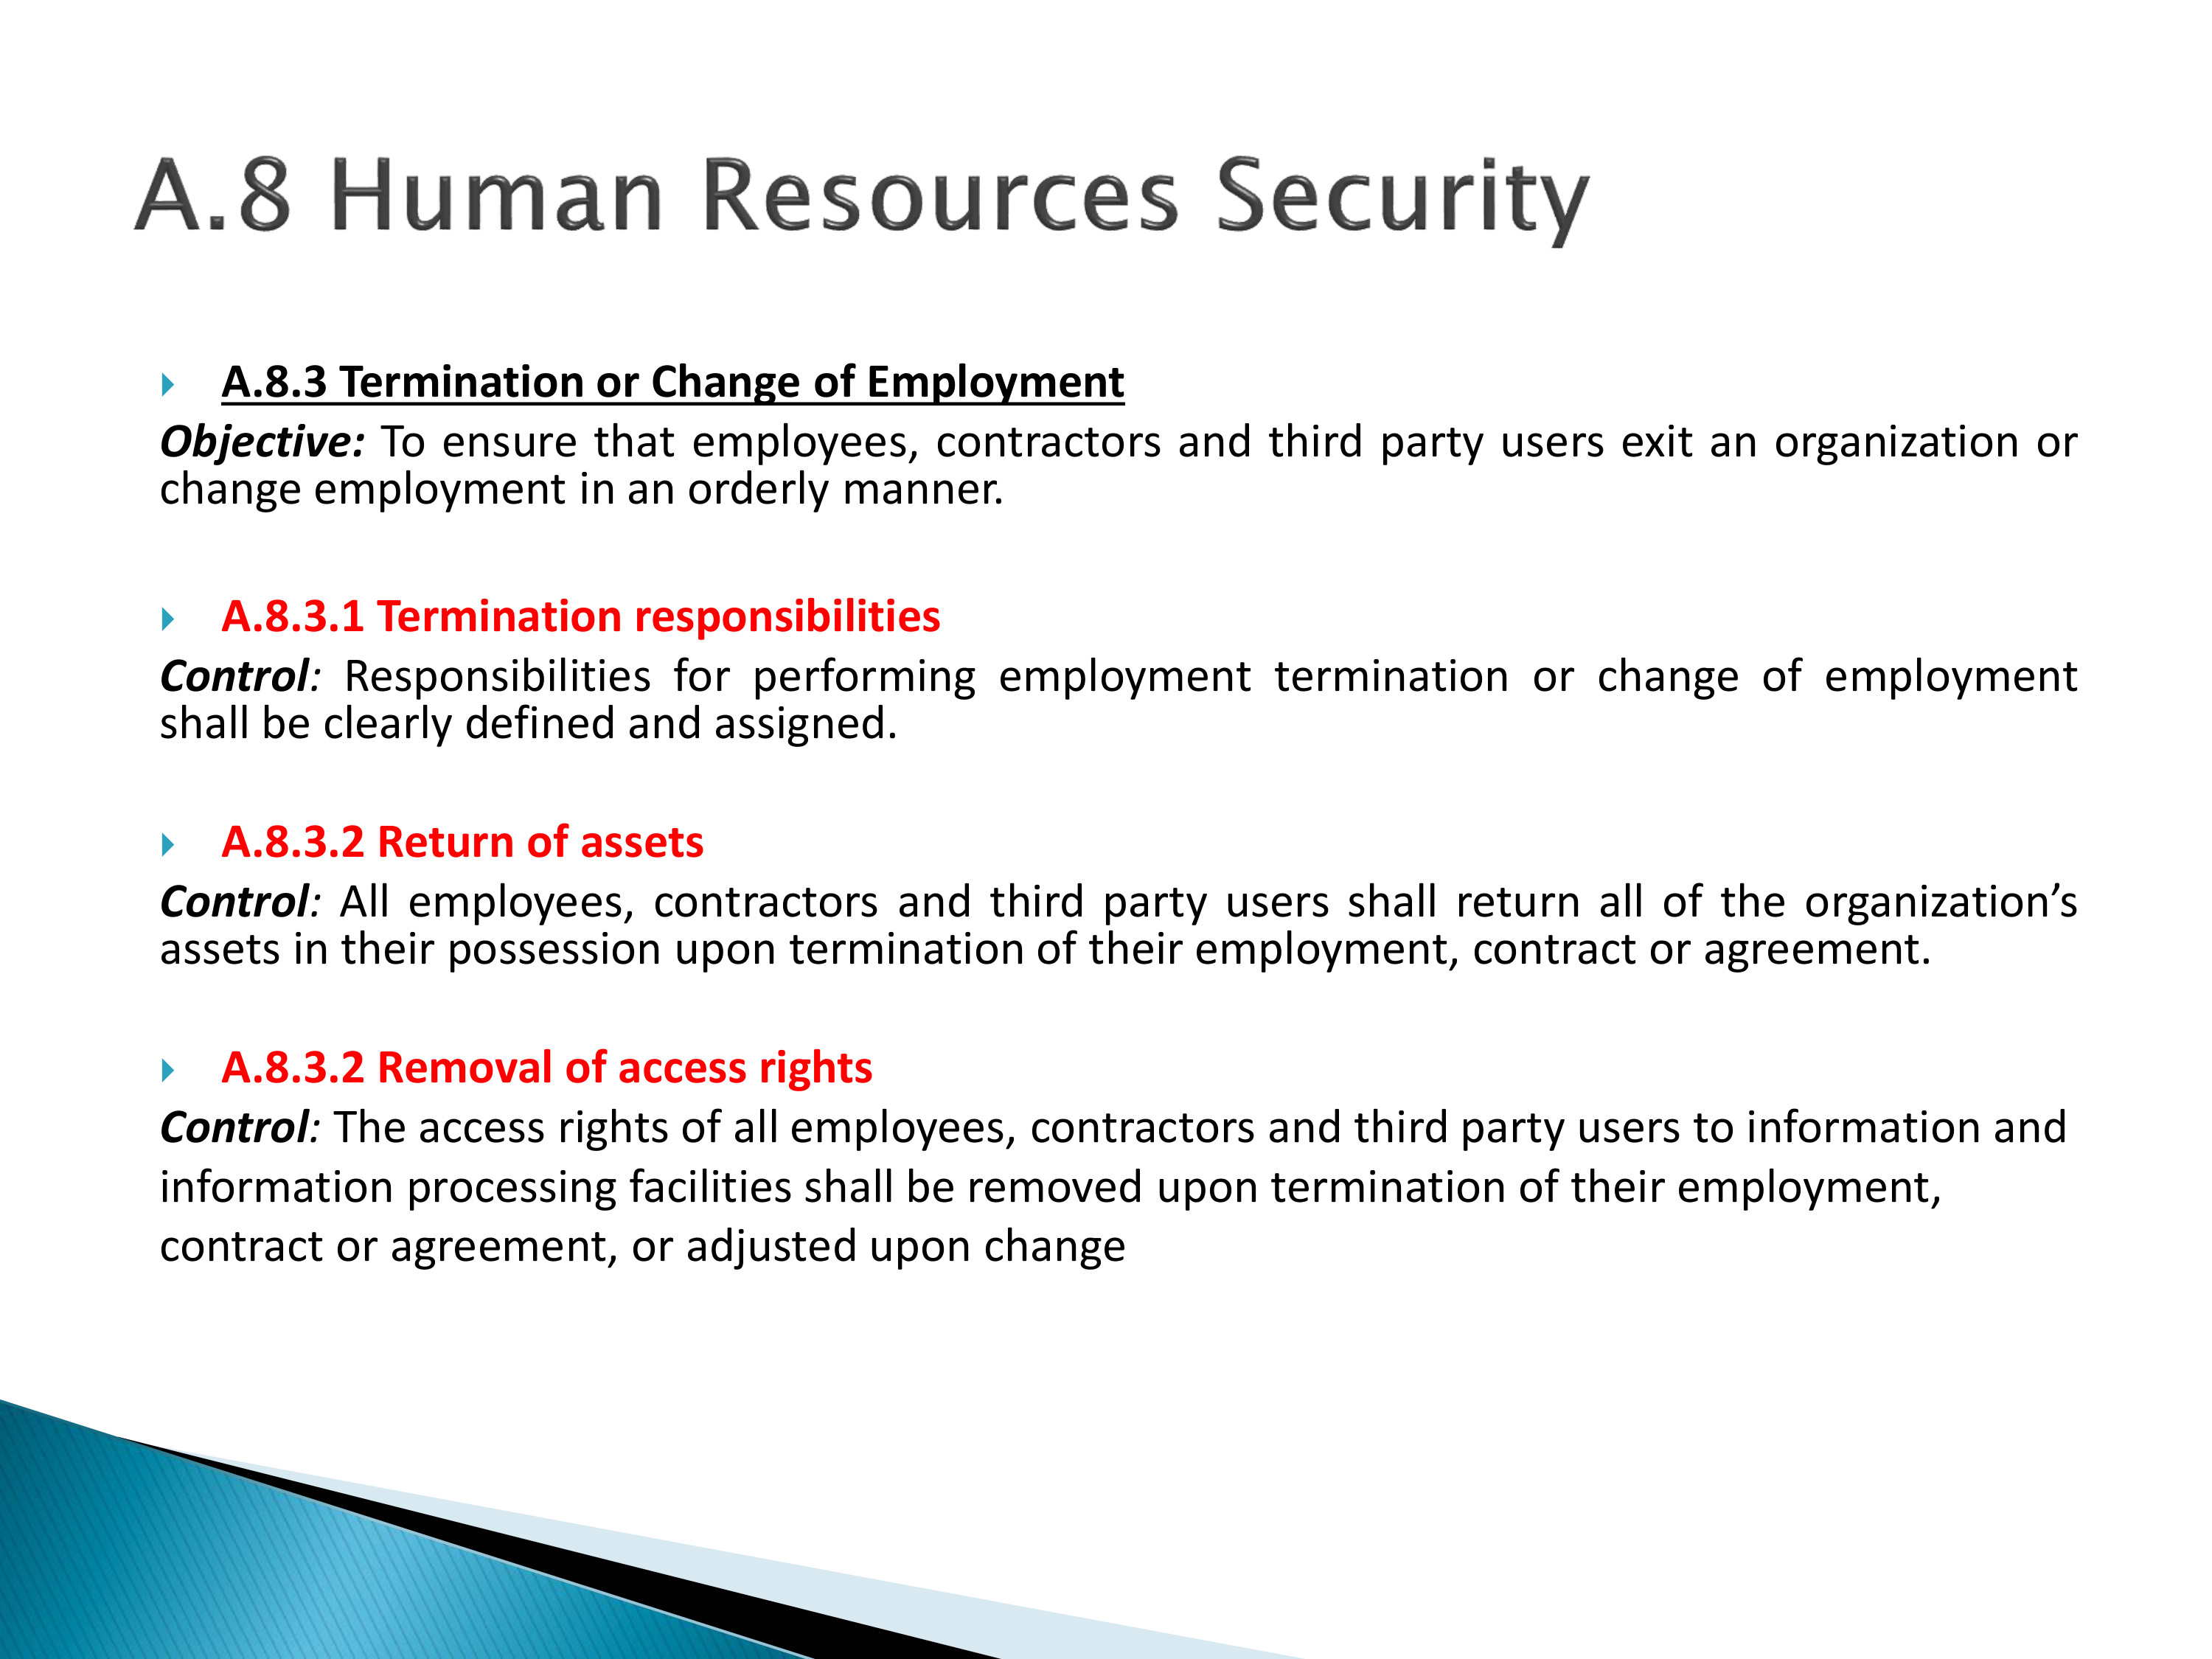 A.8 Human Resources Security
A.8.3 Termination or Change of Employment
Objective: To ensure that employees, contractors and third party users exit an organization or
change employment in an orderly manner.
A.8.3.1 Termination responsibilities
Control: Responsibilities for performing employment termination or change of employment
shall be clearly defined and assigned.
A.8.3.2 Return of assets
Control: All employees, contractors and third party users shall return all of the organization’s
assets in their possession upon termination of their employment, contract or agreement.
A.8.3.2 Removal of access rights
Control: The access rights of all employees, contractors and third party users to information and
information processing facilities shall be removed upon termination of their employment,
contract or agreement, or adjusted upon change